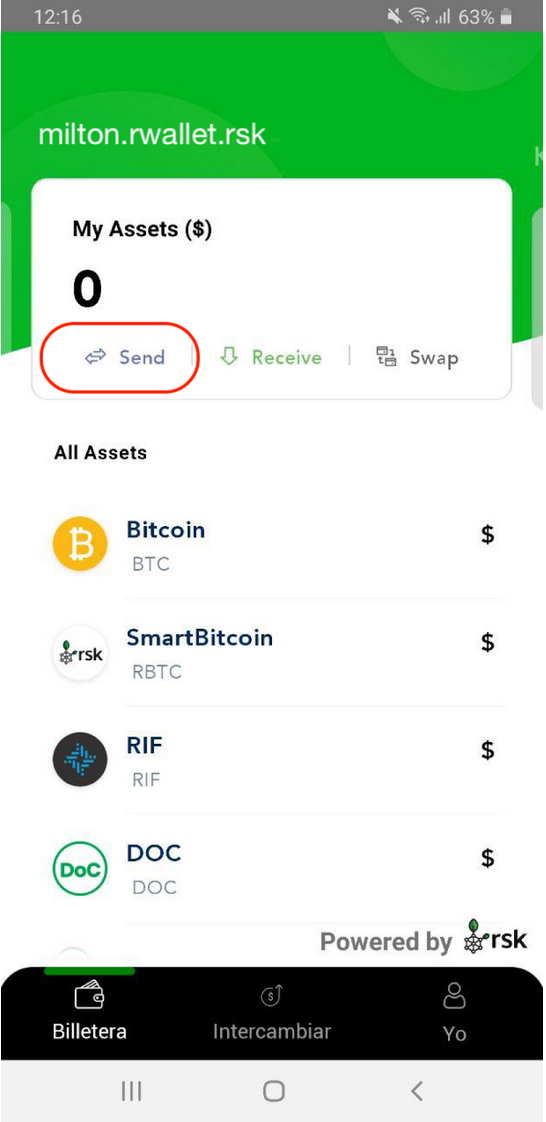 12:16 63%
milton.rwallet.rsk
My Assets ($)
0
Send Receive Swap
All Assets
Bitcoin $
BTC
SmartBitcoin $
rsk
RBTC
RIF $
RIF
DOC $
DoC
DOC
Powered by rsk
Billetera Intercambiar Yo